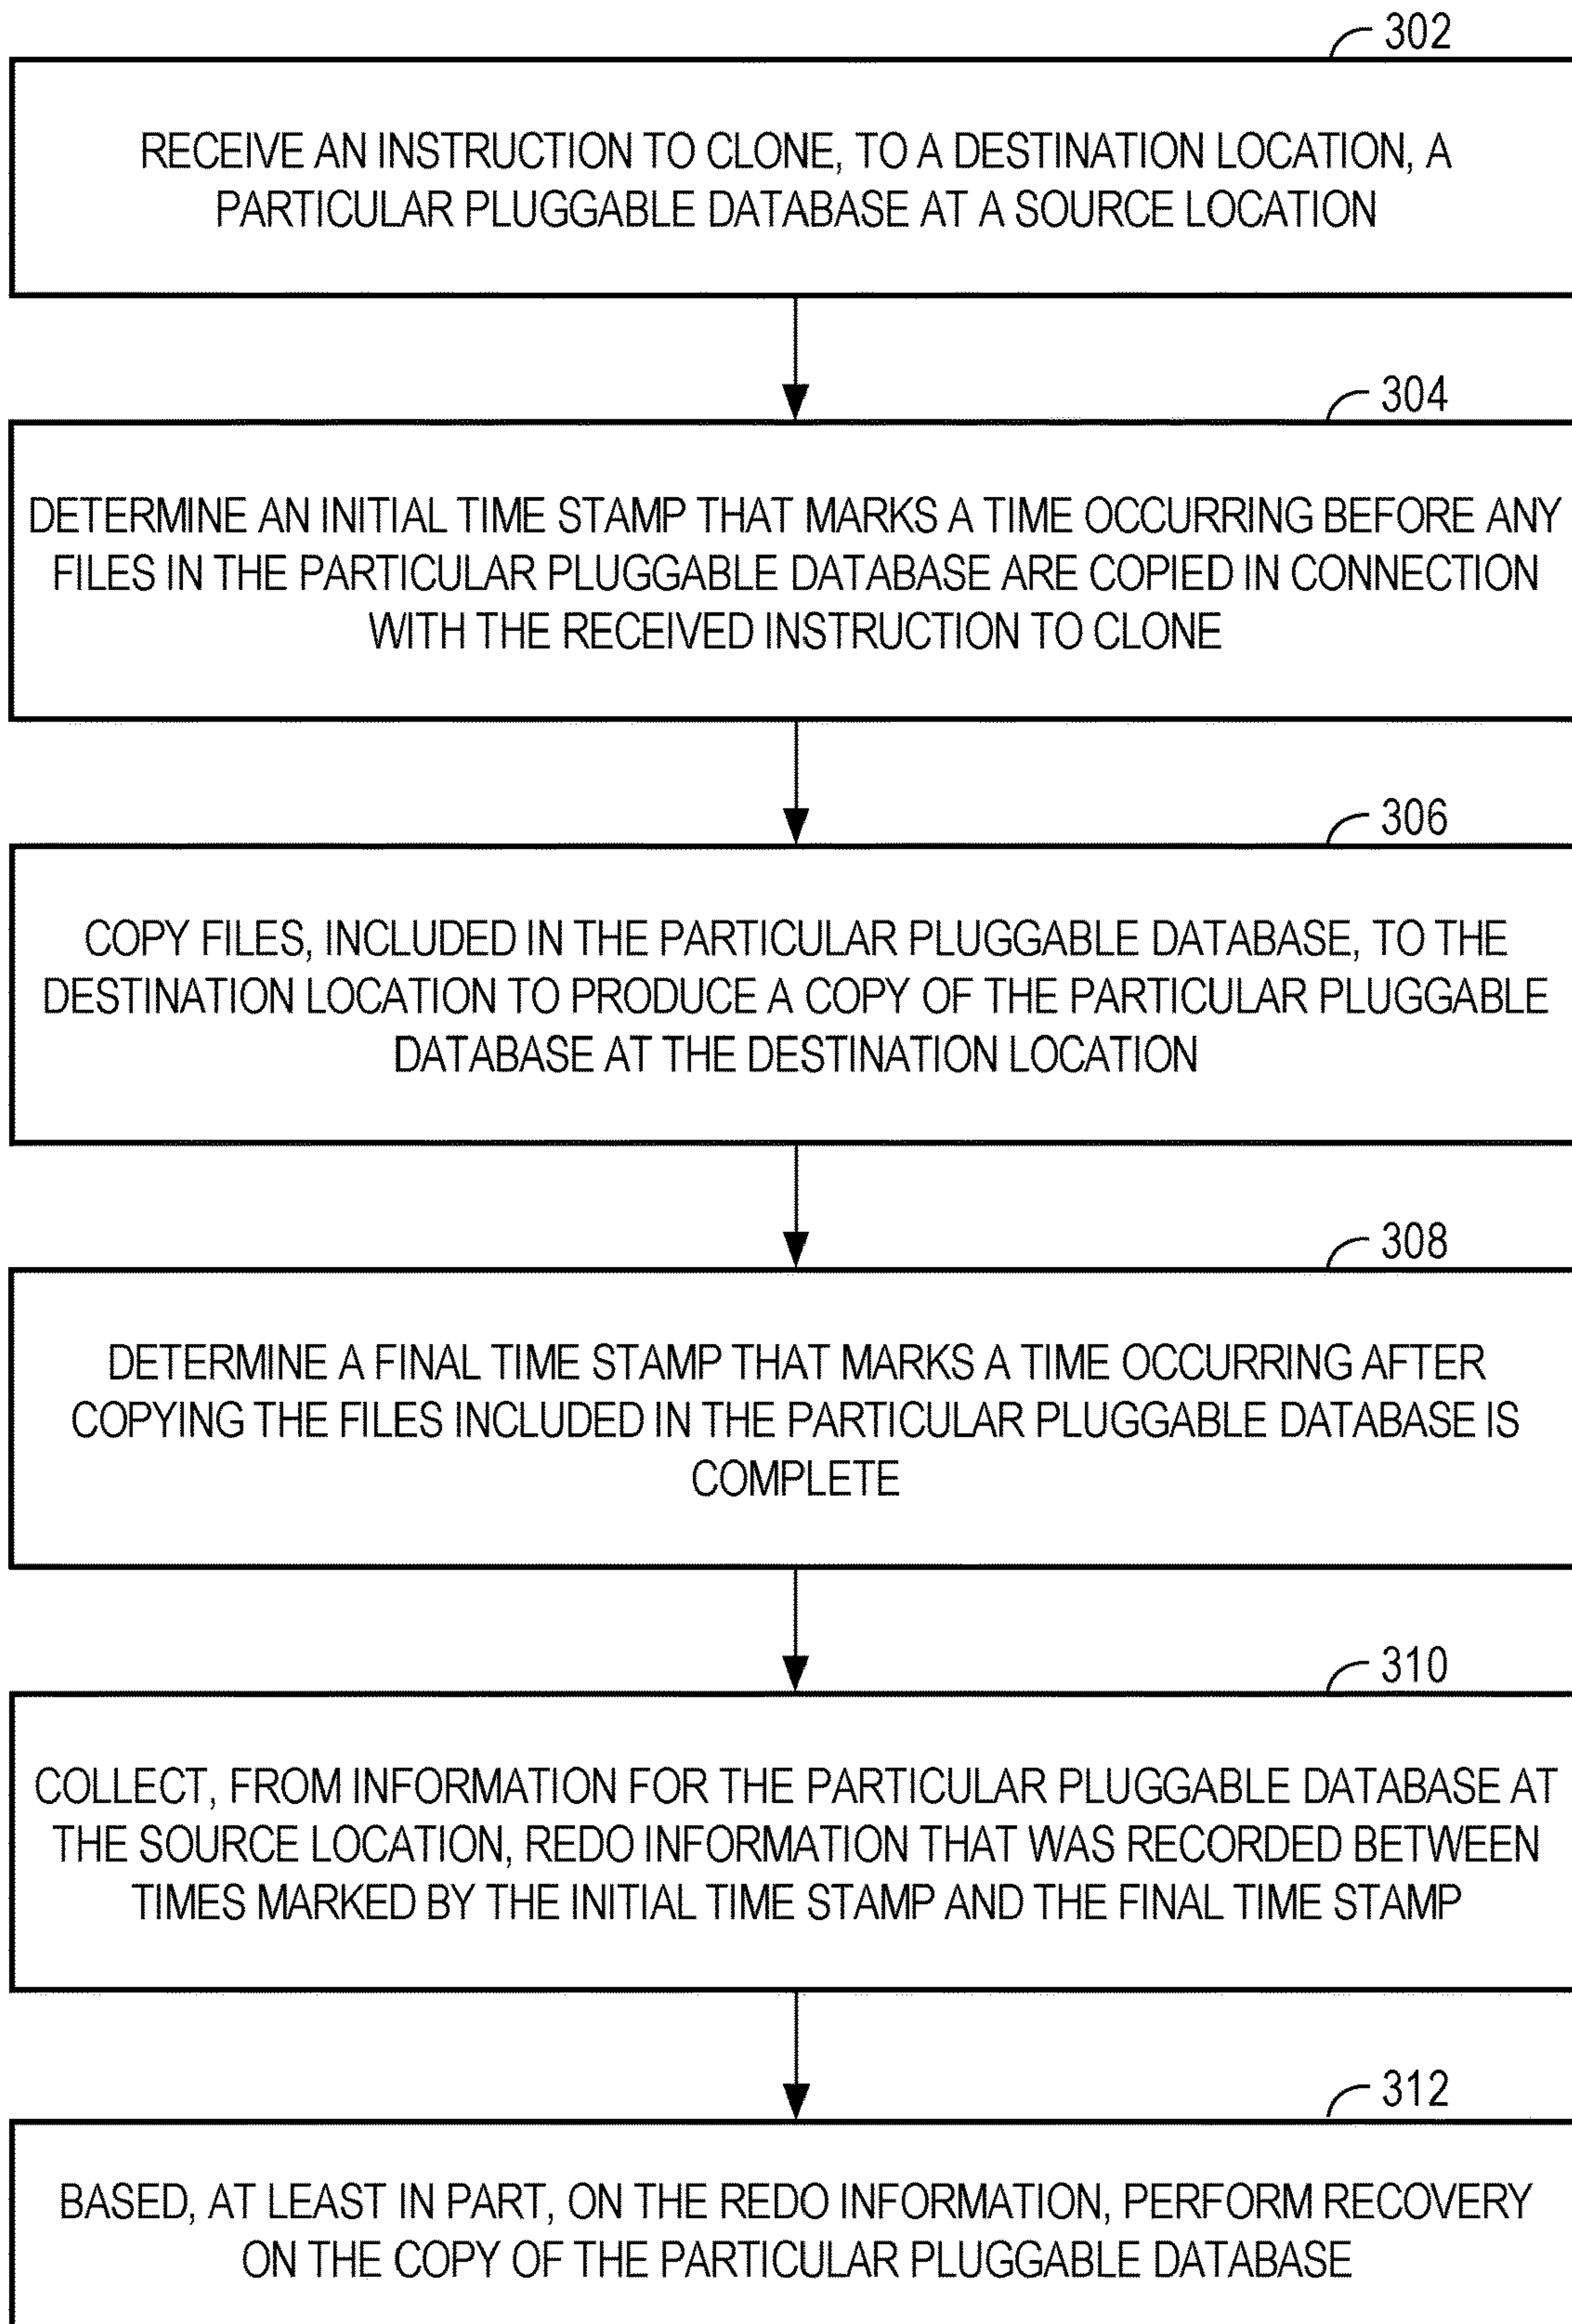 302
RECEIVE AN INSTRUCTION TO CLONE, TO A DESTINATION LOCATION, A
PARTICULAR PLUGGABLE DATABASE AT A SOURCE LOCATION
304
DETERMINE AN INITIAL TIME STAMP THAT MARKS A TIME OCCURRING BEFORE ANY
FILES IN THE PARTICULAR PLUGGABLE DATABASE ARE COPIED IN CONNECTION
WITH THE RECEIVED INSTRUCTION TO CLONE
306
COPY FILES, INCLUDED IN THE PARTICULAR PLUGGABLE DATABASE, TO THE
DESTINATION LOCATION TO PRODUCE A COPY OF THE PARTICULAR PLUGGABLE
DATABASE AT THE DESTINATION LOCATION
308
DETERMINE A FINAL TIME STAMP THAT MARKS A TIME OCCURRING AFTER
COPYING THE FILES INCLUDED IN THE PARTICULAR PLUGGABLE DATABASE IS
COMPLETE
310
COLLECT, FROM INFORMATION FOR THE PARTICULAR PLUGGABLE DATABASE AT
THE SOURCE LOCATION, REDO INFORMATION THAT WAS RECORDED BETWEEN
TIMES MARKED BY THE INITIAL TIME STAMP AND THE FINAL TIME STAMP
312
BASED, AT LEAST IN PART, ON THE REDO INFORMATION, PERFORM RECOVERY
ON THE COPY OF THE PARTICULAR PLUGGABLE DATABASE